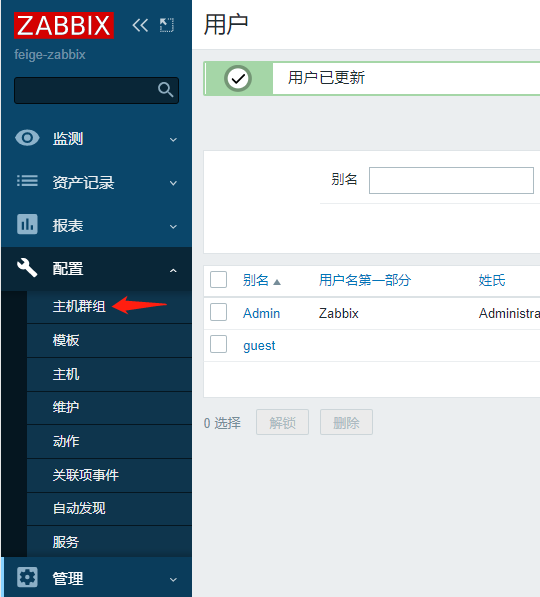 ZABBIX
feige-zabbix
监测
资产记录
报表
配置
主机群组
模板
主机
维护
动作
关联项事件
自动发现
服务
管理
用户
用户已更新
别名
别名 用户名第一部分 姓氏
Admin Zabbix Administra
guest
0 选择 解锁 删除